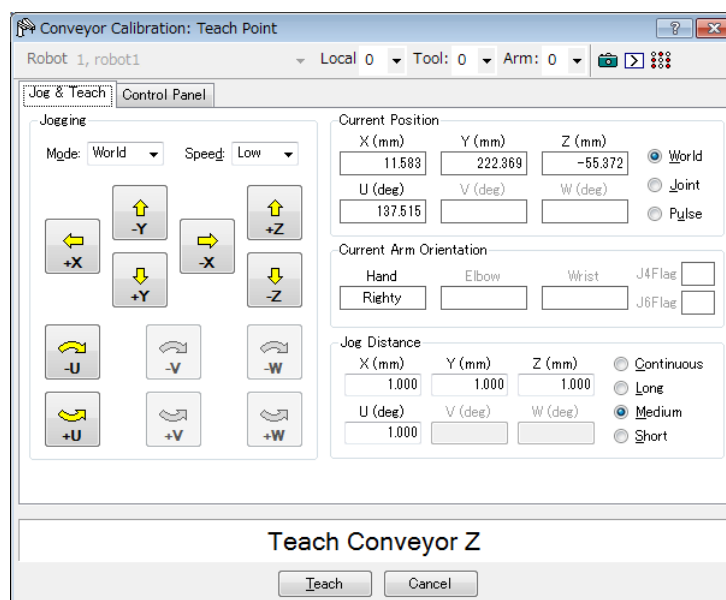 Conveyor Calibration: Teach Point
Robot 1, robot1 Local 0 Tool: 0 Arm: 0
Jog & Teach Control Panel
Jogging
Mode: World Speed: Low
-Y
+Z
+X
-X
+Y
-Z
-U
-V
-W
+U
+V
+W
Current Position
X (mm) Y (mm) Z (mm)
11.583 222.369 -55.372
U (deg) V (deg) W (deg)
137.515
World
Joint
Pulse
Current Arm Orientation
Hand Elbow Wrist J4Flag
Righty
J6Flag
Jog Distance
X (mm) Y (mm) Z (mm)
1.000 1.000 1.000
U (deg) V (deg) W (deg)
1.000
Continuous
Long
Medium
Short
Teach Conveyor Z
Teach Cancel